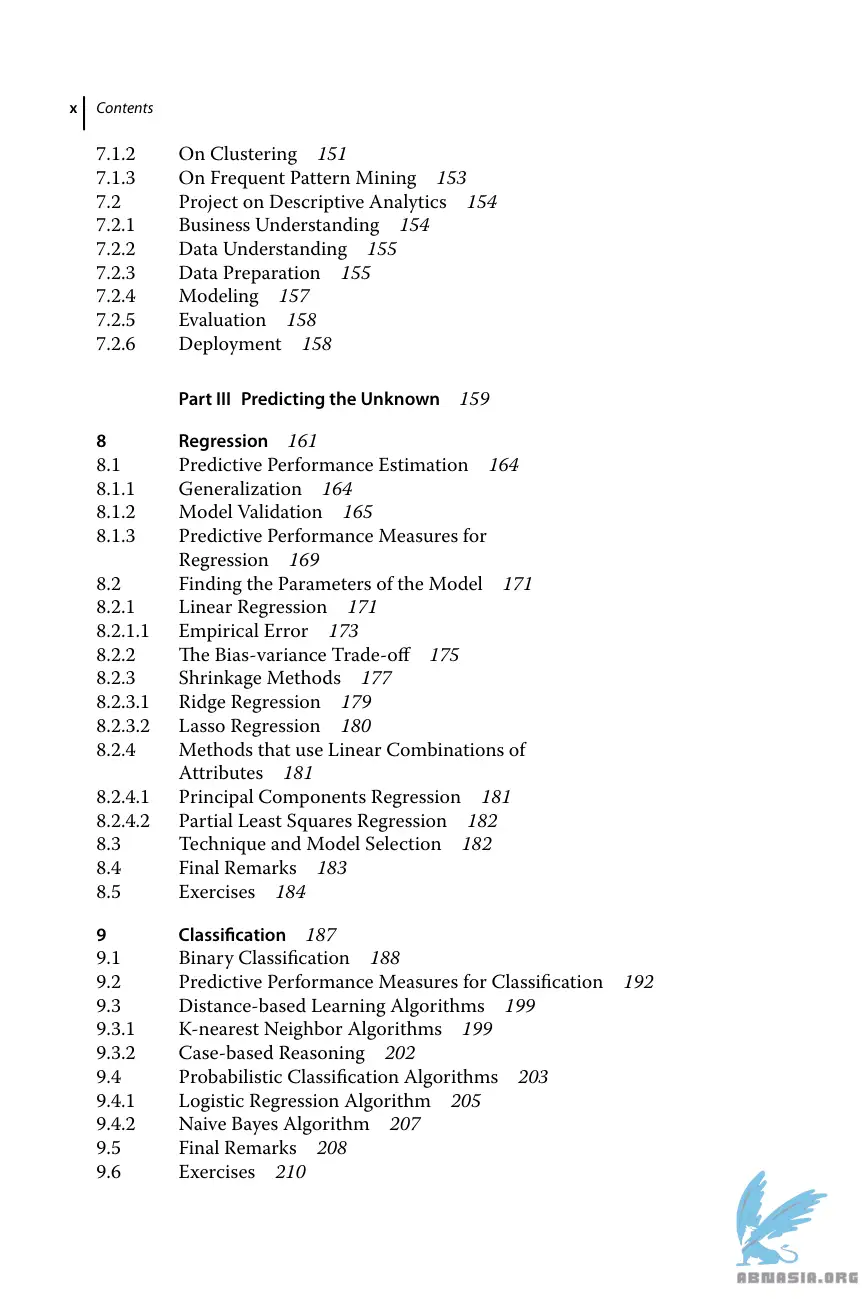 x Contents
7.1.2 On Clustering 151
7.1.3 On Frequent Pattern Mining 153
7.2 Project on Descriptive Analytics 154
7.2.1 Business Understanding 154
7.2.2 Data Understanding 155
7.2.3 Data Preparation 155
7.2.4 Modeling 157
7.2.5 Evaluation 158
7.2.6 Deployment 158
Part III Predicting the Unknown 159
8 Regression 161
8.1 Predictive Performance Estimation 164
8.1.1 Generalization 164
8.1.2 Model Validation 165
8.1.3 Predictive Performance Measures for
Regression 169
8.2 Finding the Parameters of the Model 171
8.2.1 Linear Regression 171
8.2.1.1 Empirical Error 173
8.2.2 The Bias-variance Trade-off 175
8.2.3 Shrinkage Methods 177
8.2.3.1 Ridge Regression 179
8.2.3.2 Lasso Regression 180
8.2.4 Methods that use Linear Combinations of
Attributes 181
8.2.4.1 Principal Components Regression 181
8.2.4.2 Partial Least Squares Regression 182
8.3 Technique and Model Selection 182
8.4 Final Remarks 183
8.5 Exercises 184
9 Classification 187
9.1 Binary Classification 188
9.2 Predictive Performance Measures for Classification 192
9.3 Distance-based Learning Algorithms 199
9.3.1 K-nearest Neighbor Algorithms 199
9.3.2 Case-based Reasoning 202
9.4 Probabilistic Classification Algorithms 203
9.4.1 Logistic Regression Algorithm 205
9.4.2 Naive Bayes Algorithm 207
9.5 Final Remarks 208
9.6 Exercises 210
ABNASIA.ORG